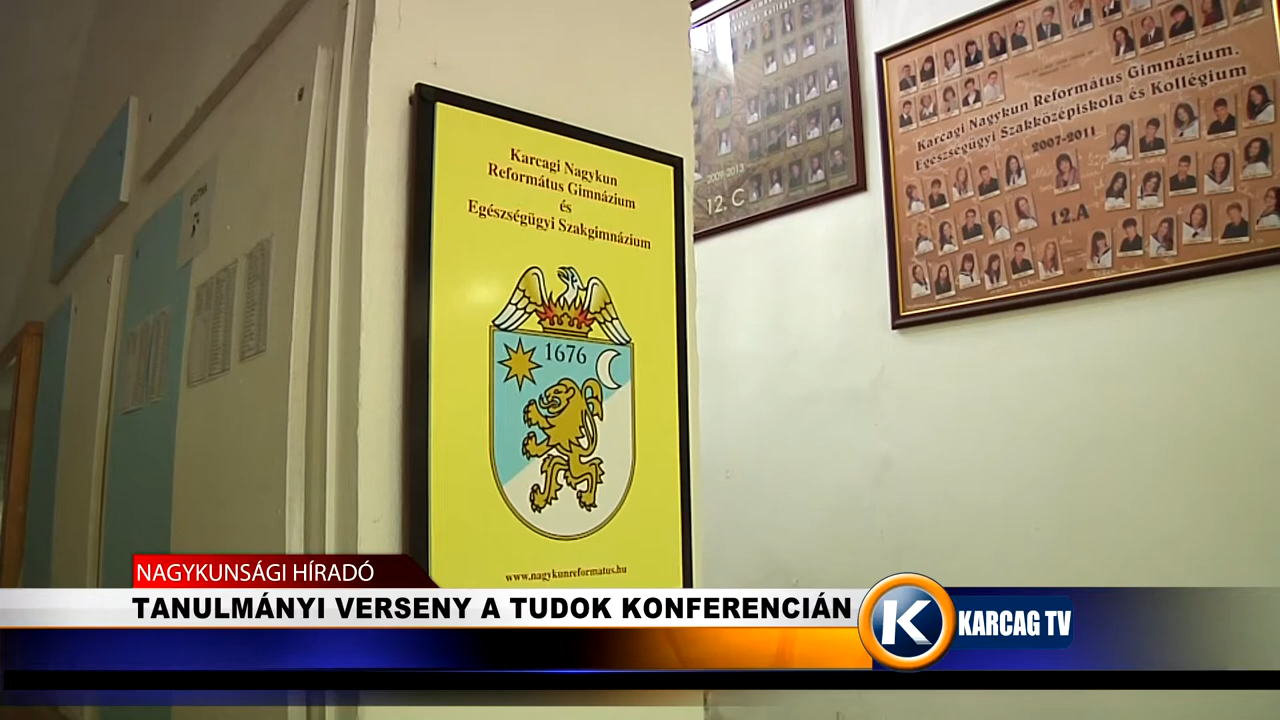 Karcagi Nagykun
Református Gimnázium
és
Egészségügyi Szakgimnázium
1676
www.nagykunreformatus.hu
2009-2013
12. C
Karcagi Nagykun Református Gimnázium,
Egészségügyi Szakközépiskola és Kollégium
2007-2011
12.A
NAGYKUNSÁGI HÍRADÓ
TANULMÁNYI VERSENY A TUDOK KONFERENCIÁN
K
KARCAG TV